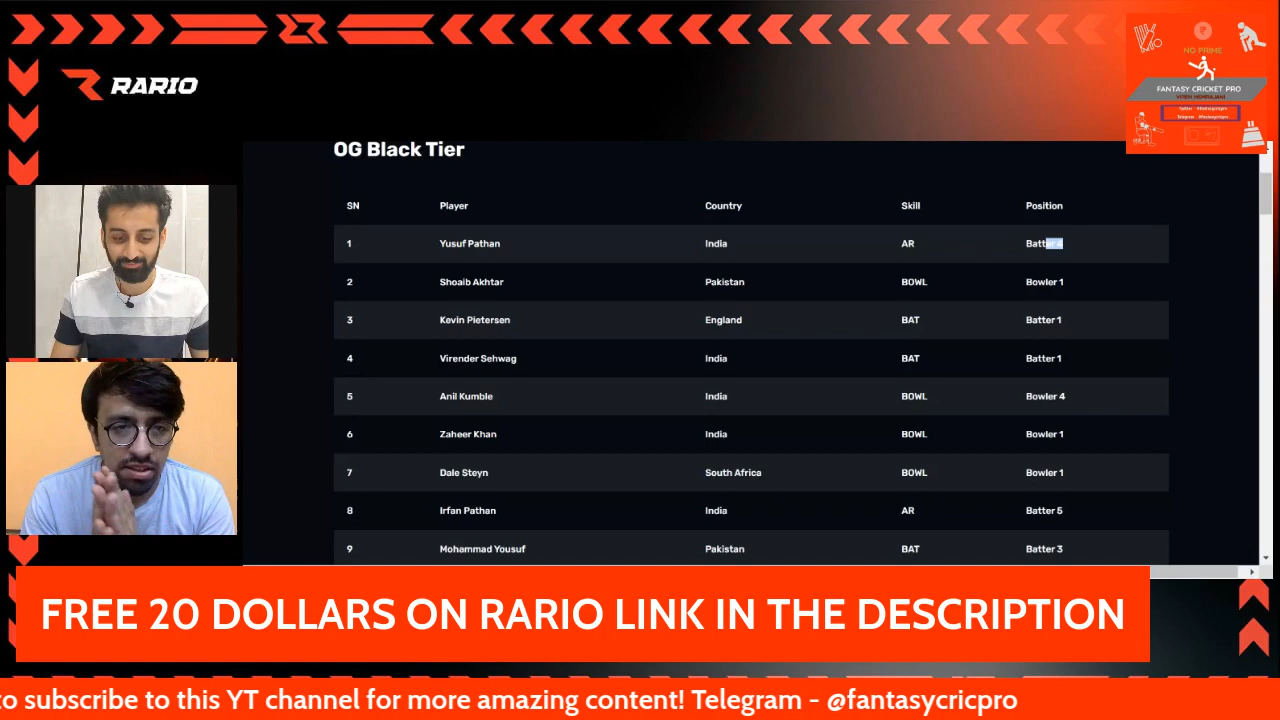 RARIO
NO PRIME
FANTASY CRICKET PRO
VIREN HEMRAJANI
OG Black Tier
SN Player Country Skill Position
1 Yusuf Pathan India AR Batter 4
2 Shoaib Akhtar Pakistan BOWL Bowler 1
3 Kevin Pietersen England BAT Batter 1
4 Virender Sehwag India BAT Batter 1
5 Anil Kumble India BOWL Bowler 4
6 Zaheer Khan India BOWL Bowler 1
7 Dale Steyn South Africa BOWL Bowler 1
8 Irfan Pathan India AR Batter 5
9 Mohammad Yousuf Pakistan BAT Batter 3
FREE 20 DOLLARS ON RARIO LINK IN THE DESCRIPTION
to subscribe to this YT channel for more amazing content! Telegram - @fantasycricpro